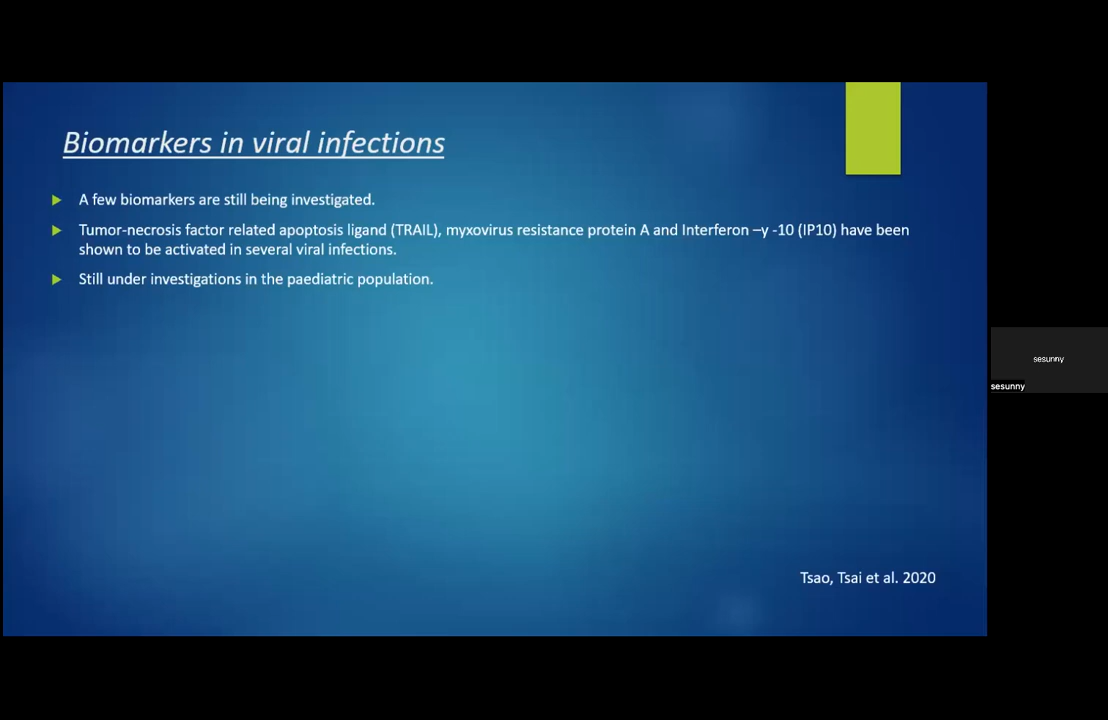 Biomarkers in viral infections
A few biomarkers are still being investigated.
Tumor-necrosis factor related apoptosis ligand (TRAIL), myxovirus resistance protein A and Interferon –y -10 (IP10) have been
shown to be activated in several viral infections.
Still under investigations in the paediatric population.
sesunny
sesunny
Tsao, Tsai et al. 2020